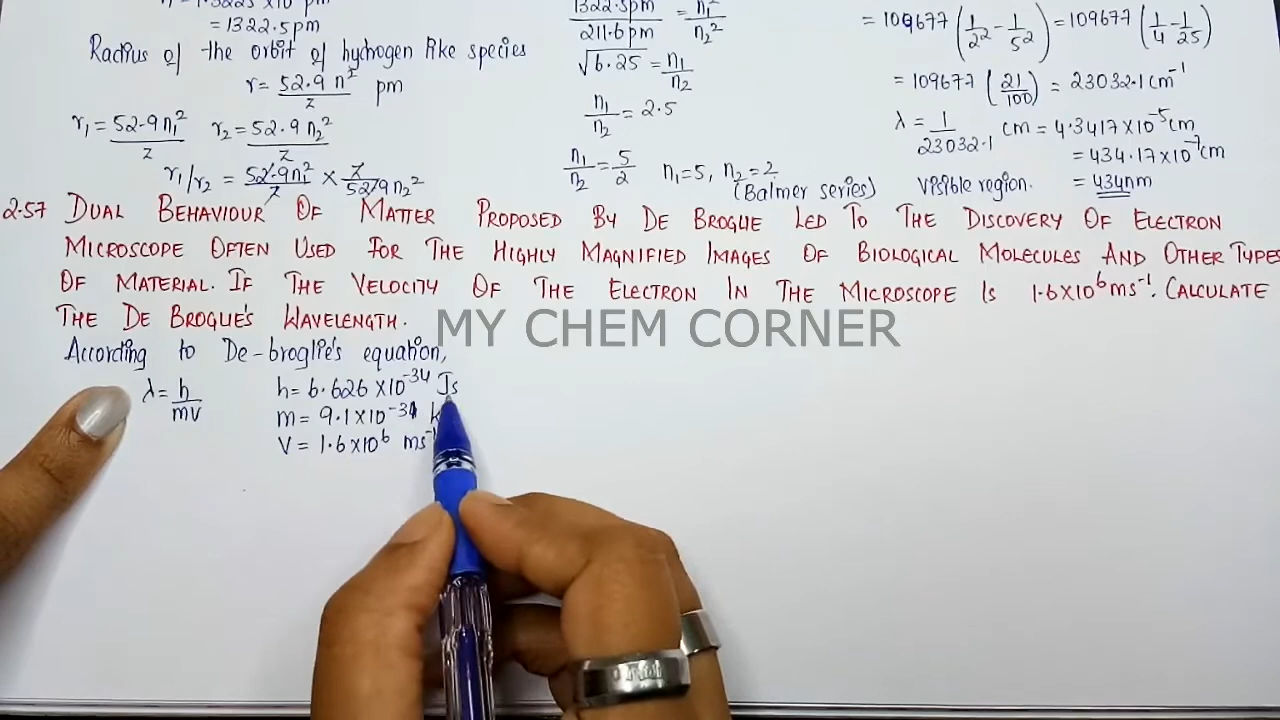 = 1322.5pm
Radius of the orbit of hydrogen like species
r = 52.9 n² / z pm
r₁ = 52.9 n₁² / z r₂ = 52.9 n₂² / z
r₁/r₂ = 52.9n₁² / z × z / 52.9n₂²
1322.5pm / 211.6pm = n₁² / n₂²
√6.25 = n₁ / n₂
n₁ / n₂ = 2.5
n₁ / n₂ = 5 / 2 n₁=5, n₂=2
(Balmer series)
= 109677 (1/2² - 1/5²) = 109677 (1/4 - 1/25)
= 109677 (21/100) = 23032.1 cm⁻¹
λ = 1 / 23032.1 cm = 4.3417×10⁻⁵cm
= 434.17×10⁻⁷cm
Visible region. = 434nm
2.57 DUAL BEHAVIOUR OF MATTER PROPOSED BY DE BROGLIE LED TO THE DISCOVERY OF ELECTRON
MICROSCOPE OFTEN USED FOR THE HIGHLY MAGNIFIED IMAGES OF BIOLOGICAL MOLECULES AND OTHER TYPES
OF MATERIAL. IF THE VELOCITY OF THE ELECTRON IN THE MICROSCOPE IS 1.6×10⁶ms⁻¹. CALCULATE
THE DE BROGLIE'S WAVELENGTH.
MY CHEM CORNER
According to De-broglie's equation,
λ = h / mv
h = 6.626 ×10⁻³⁴ Js
m = 9.1×10⁻³¹
V = 1.6×10⁶ ms⁻¹